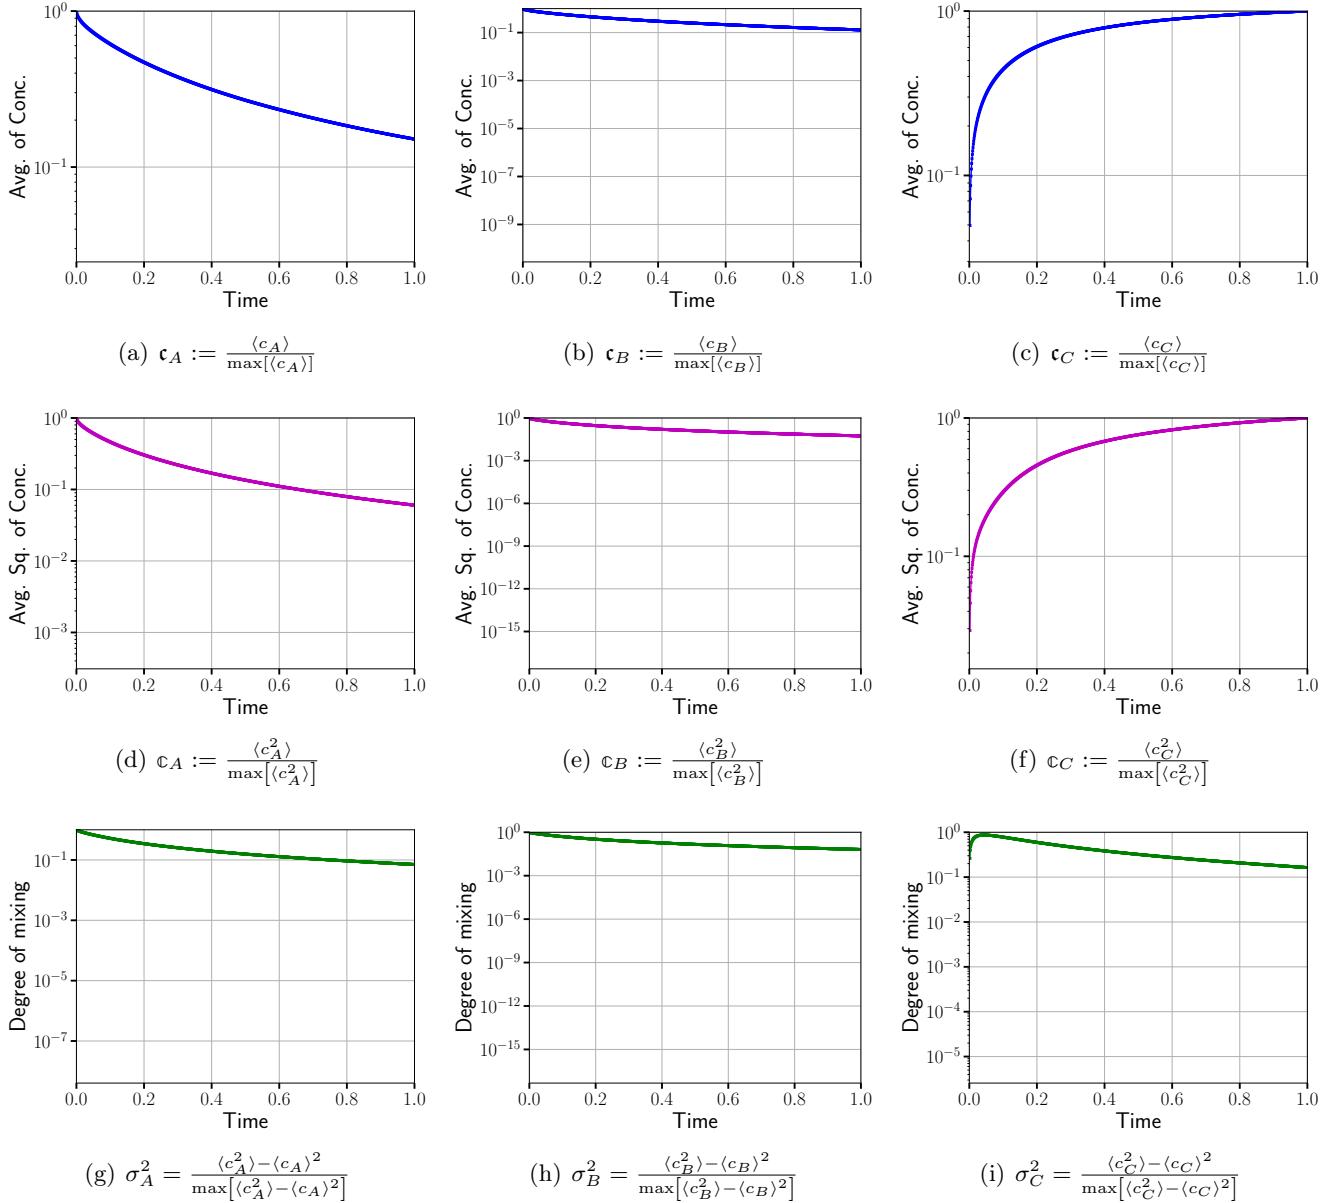 10^0
10^{-1}
Avg. of Conc.
0.0 0.2 0.4 0.6 0.8 1.0
Time
(a) 𝔠_A := ⟨c_A⟩ / max[⟨c_A⟩]
10^{-1}
10^{-3}
10^{-5}
10^{-7}
10^{-9}
Avg. of Conc.
0.0 0.2 0.4 0.6 0.8 1.0
Time
(b) 𝔠_B := ⟨c_B⟩ / max[⟨c_B⟩]
10^0
10^{-1}
Avg. of Conc.
0.0 0.2 0.4 0.6 0.8 1.0
Time
(c) 𝔠_C := ⟨c_C⟩ / max[⟨c_C⟩]
10^0
10^{-1}
10^{-2}
10^{-3}
Avg. Sq. of Conc.
0.0 0.2 0.4 0.6 0.8 1.0
Time
(d) 𝕔_A := ⟨c_A^2⟩ / max[⟨c_A^2⟩]
10^0
10^{-3}
10^{-6}
10^{-9}
10^{-12}
10^{-15}
Avg. Sq. of Conc.
0.0 0.2 0.4 0.6 0.8 1.0
Time
(e) 𝕔_B := ⟨c_B^2⟩ / max[⟨c_B^2⟩]
10^0
10^{-1}
Avg. Sq. of Conc.
0.0 0.2 0.4 0.6 0.8 1.0
Time
(f) 𝕔_C := ⟨c_C^2⟩ / max[⟨c_C^2⟩]
10^{-1}
10^{-3}
10^{-5}
10^{-7}
Degree of mixing
0.0 0.2 0.4 0.6 0.8 1.0
Time
(g) σ_A^2 = ⟨c_A^2⟩−⟨c_A⟩^2 / max[⟨c_A^2⟩−⟨c_A⟩^2]
10^0
10^{-3}
10^{-6}
10^{-9}
10^{-12}
10^{-15}
Degree of mixing
0.0 0.2 0.4 0.6 0.8 1.0
Time
(h) σ_B^2 = ⟨c_B^2⟩−⟨c_B⟩^2 / max[⟨c_B^2⟩−⟨c_B⟩^2]
10^0
10^{-1}
10^{-2}
10^{-3}
10^{-4}
10^{-5}
Degree of mixing
0.0 0.2 0.4 0.6 0.8 1.0
Time
(i) σ_C^2 = ⟨c_C^2⟩−⟨c_C⟩^2 / max[⟨c_C^2⟩−⟨c_C⟩^2]